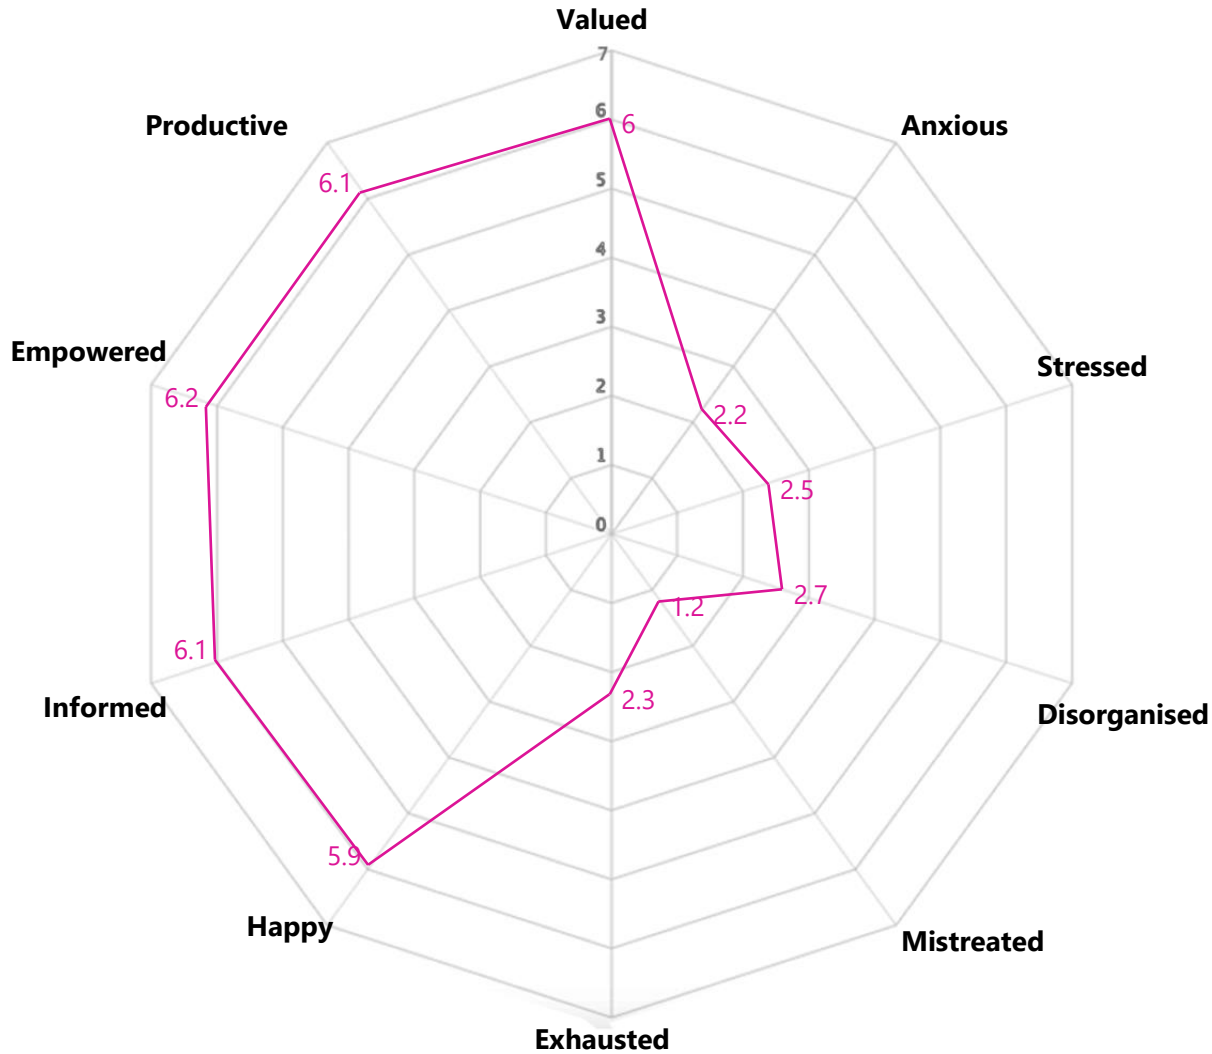 Valued
7
Productive
Anxious
6
6
6.1
5
4
3
Empowered
Stressed
6.2
2
2.2
1
2.5
0
2.7
1.2
6.1
Informed
2.3
Disorganised
5.9
Happy
Mistreated
Exhausted